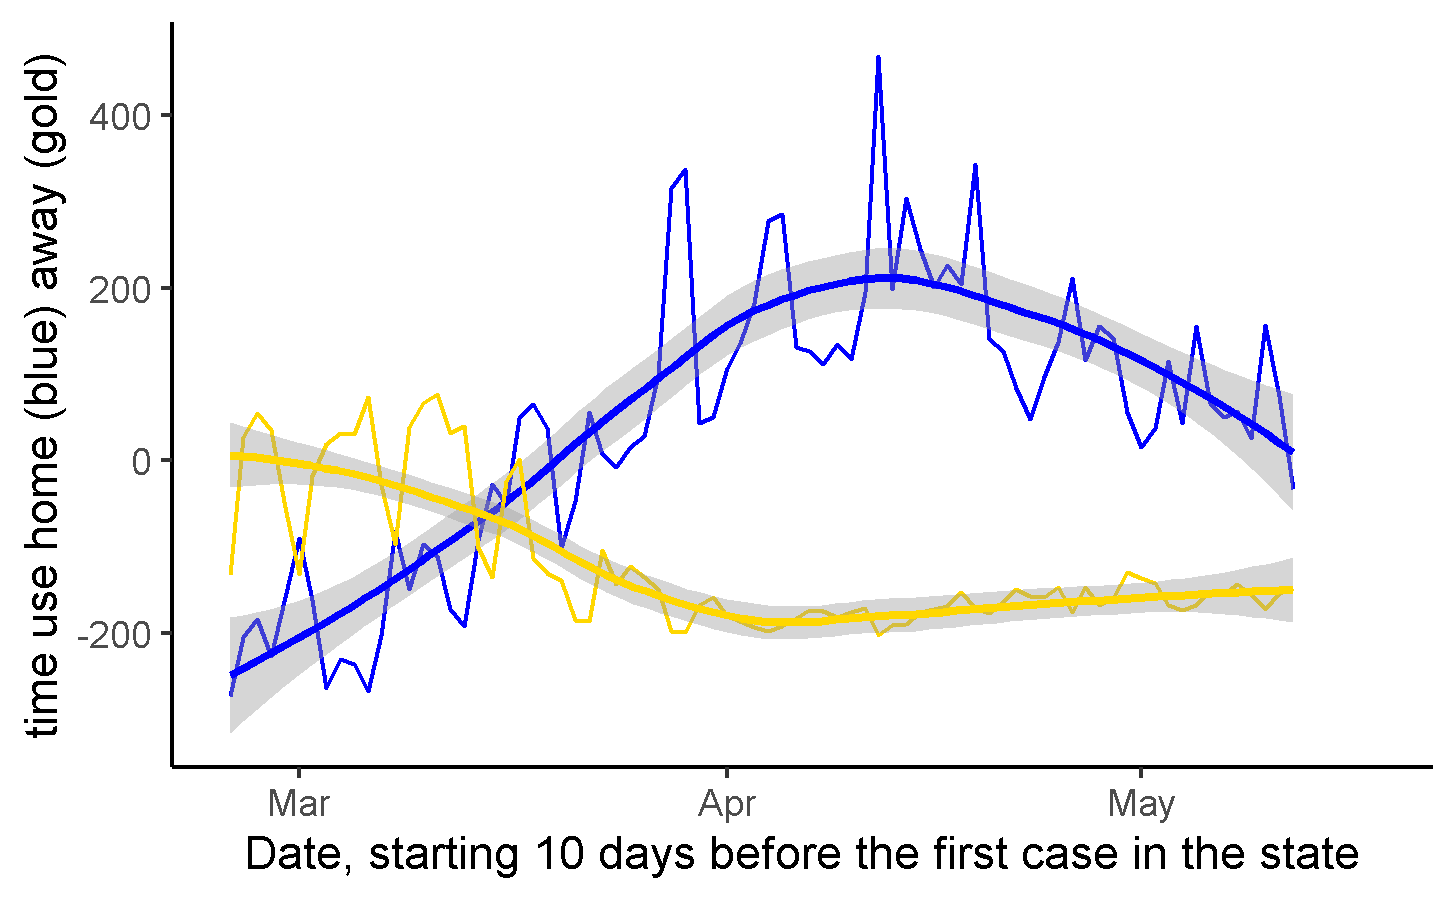 time use home (blue) away (gold)
400
200
0
-200
Mar Apr May
Date, starting 10 days before the first case in the state